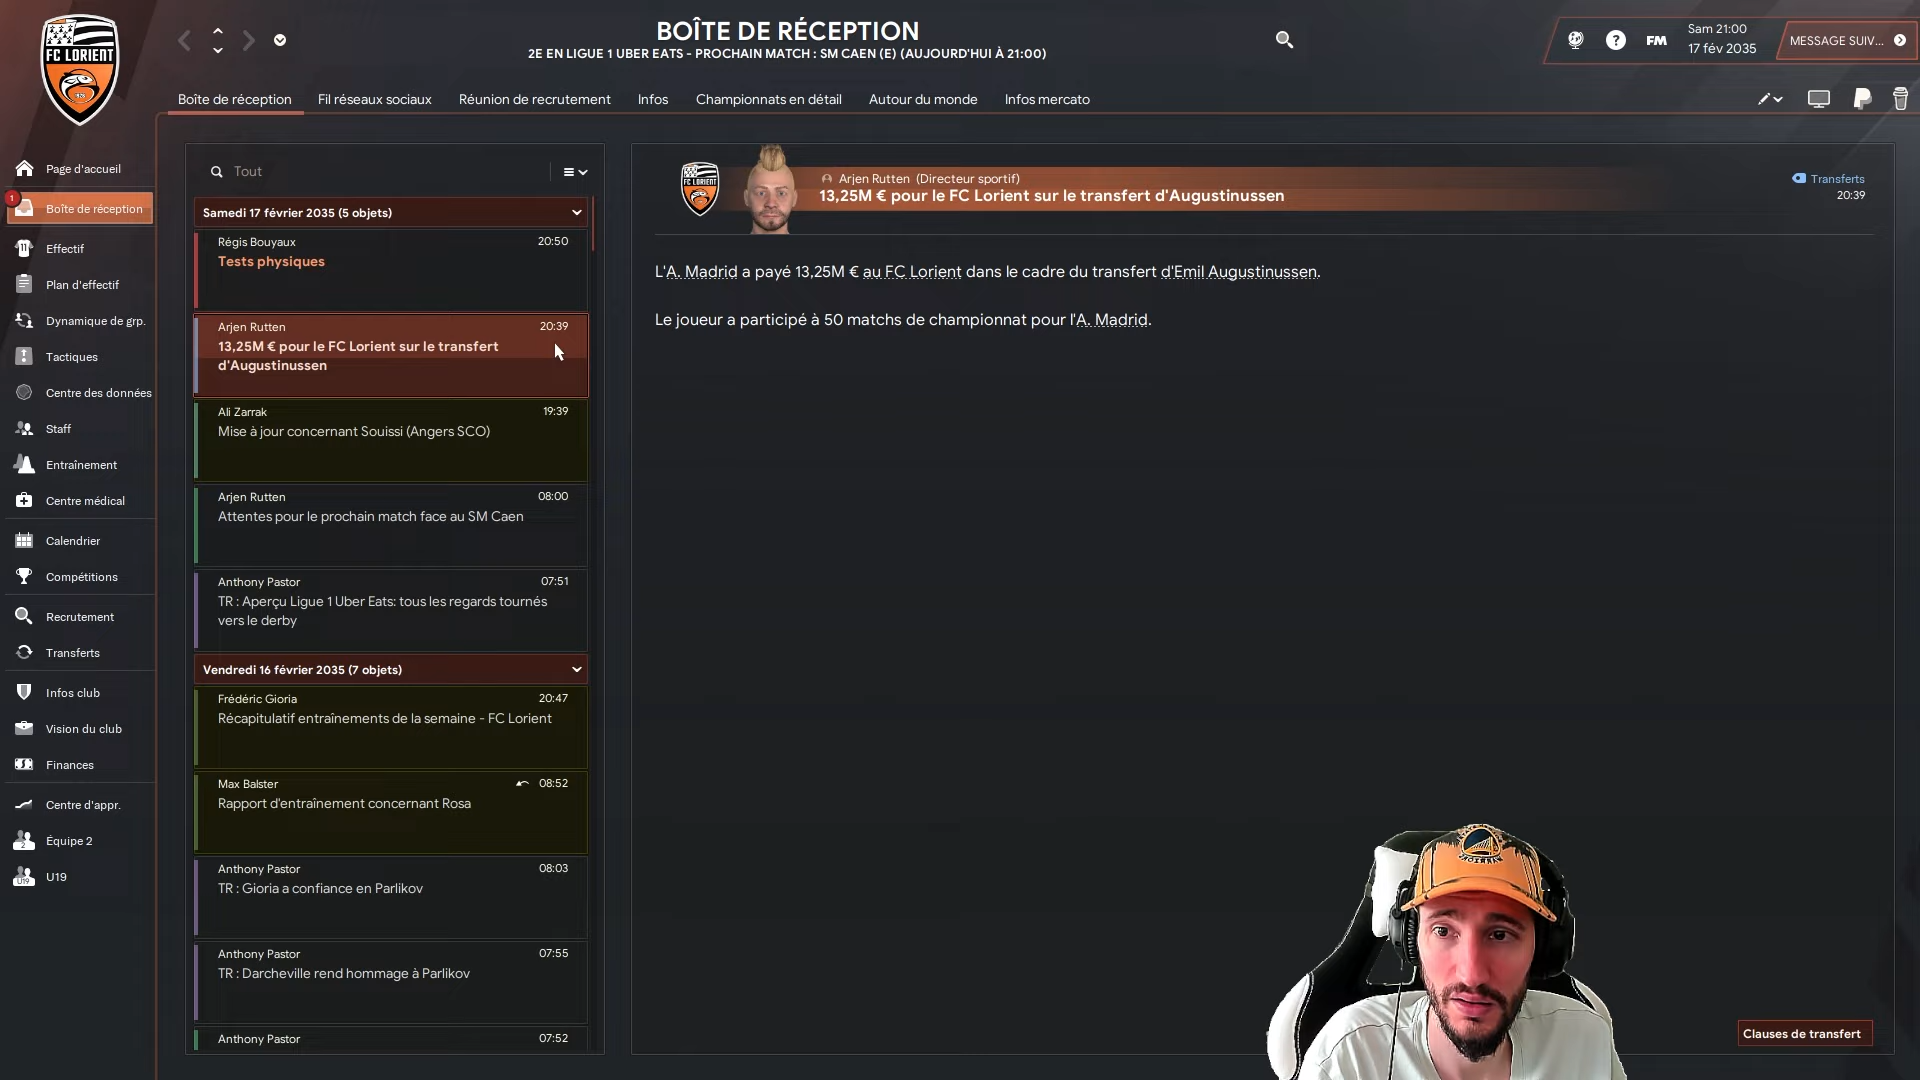 FC LORIENT
BOÎTE DE RÉCEPTION
2E EN LIGUE 1 UBER EATS - PROCHAIN MATCH : SM CAEN (E) (AUJOURD'HUI À 21:00)
?
FM
Sam 21:00
17 fév 2035
MESSAGE SUIV...
Boîte de réception
Fil réseaux sociaux
Réunion de recrutement
Infos
Championnats en détail
Autour du monde
Infos mercato
Page d'accueil
1
Boîte de réception
Effectif
Plan d'effectif
Dynamique de grp.
Tactiques
Centre des données
Staff
Entraînement
Centre médical
Calendrier
Compétitions
Recrutement
Transferts
Infos club
Vision du club
Finances
Centre d'appr.
2
Équipe 2
U19
U19
Tout
Samedi 17 février 2035 (5 objets)
Régis Bouyaux
20:50
Tests physiques
Arjen Rutten
20:39
13,25M € pour le FC Lorient sur le transfert
d'Augustinussen
Ali Zarrak
19:39
Mise à jour concernant Souissi (Angers SCO)
Arjen Rutten
08:00
Attentes pour le prochain match face au SM Caen
Anthony Pastor
07:51
TR : Aperçu Ligue 1 Uber Eats: tous les regards tournés
vers le derby
Vendredi 16 février 2035 (7 objets)
Frédéric Gioria
20:47
Récapitulatif entraînements de la semaine - FC Lorient
Max Balster
08:52
Rapport d'entraînement concernant Rosa
Anthony Pastor
08:03
TR : Gioria a confiance en Parlikov
Anthony Pastor
07:55
TR : Darcheville rend hommage à Parlikov
Anthony Pastor
07:52
FC LORIENT
Arjen Rutten (Directeur sportif)
13,25M € pour le FC Lorient sur le transfert d'Augustinussen
Transferts
20:39
L'A. Madrid a payé 13,25M € au FC Lorient dans le cadre du transfert d'Emil Augustinussen.
Le joueur a participé à 50 matchs de championnat pour l'A. Madrid.
Clauses de transfert